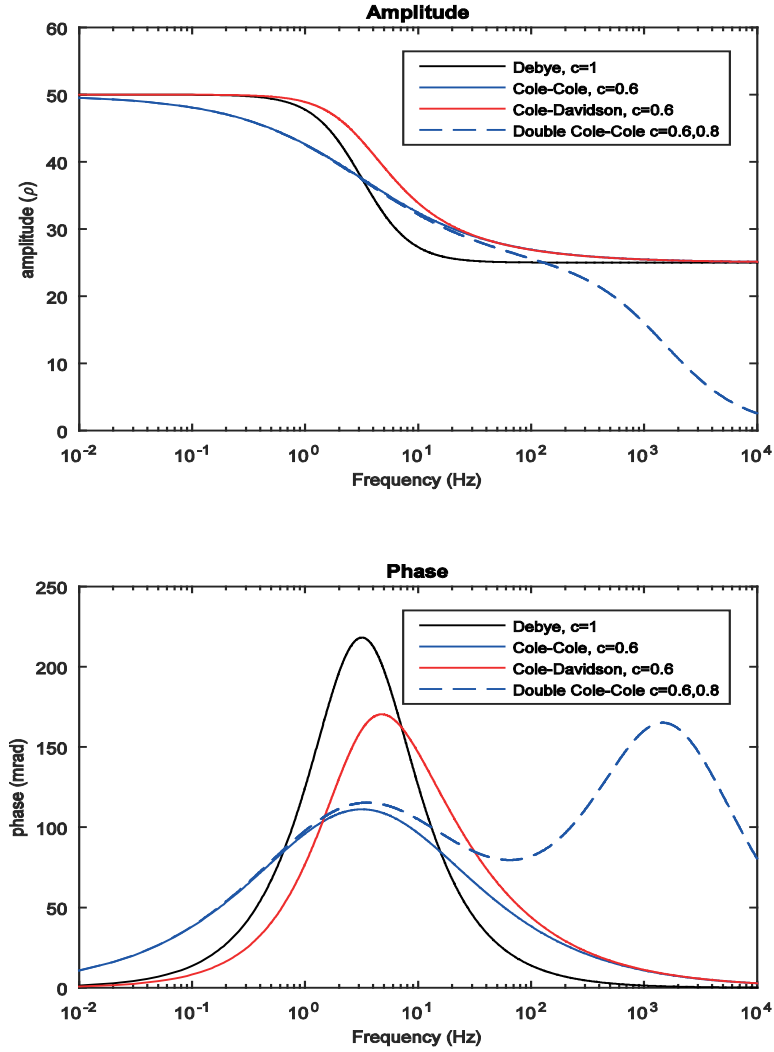 Amplitude
60
50
40
30
20
10
0
amplitude (ρ)
Debye, c=1
Cole-Cole, c=0.6
Cole-Davidson, c=0.6
Double Cole-Cole c=0.6,0.8
10⁻² 10⁻¹ 10⁰ 10¹ 10² 10³ 10⁴
Frequency (Hz)
Phase
250
200
150
100
50
0
phase (mrad)
Debye, c=1
Cole-Cole, c=0.6
Cole-Davidson, c=0.6
Double Cole-Cole c=0.6,0.8
10⁻² 10⁻¹ 10⁰ 10¹ 10² 10³ 10⁴
Frequency (Hz)